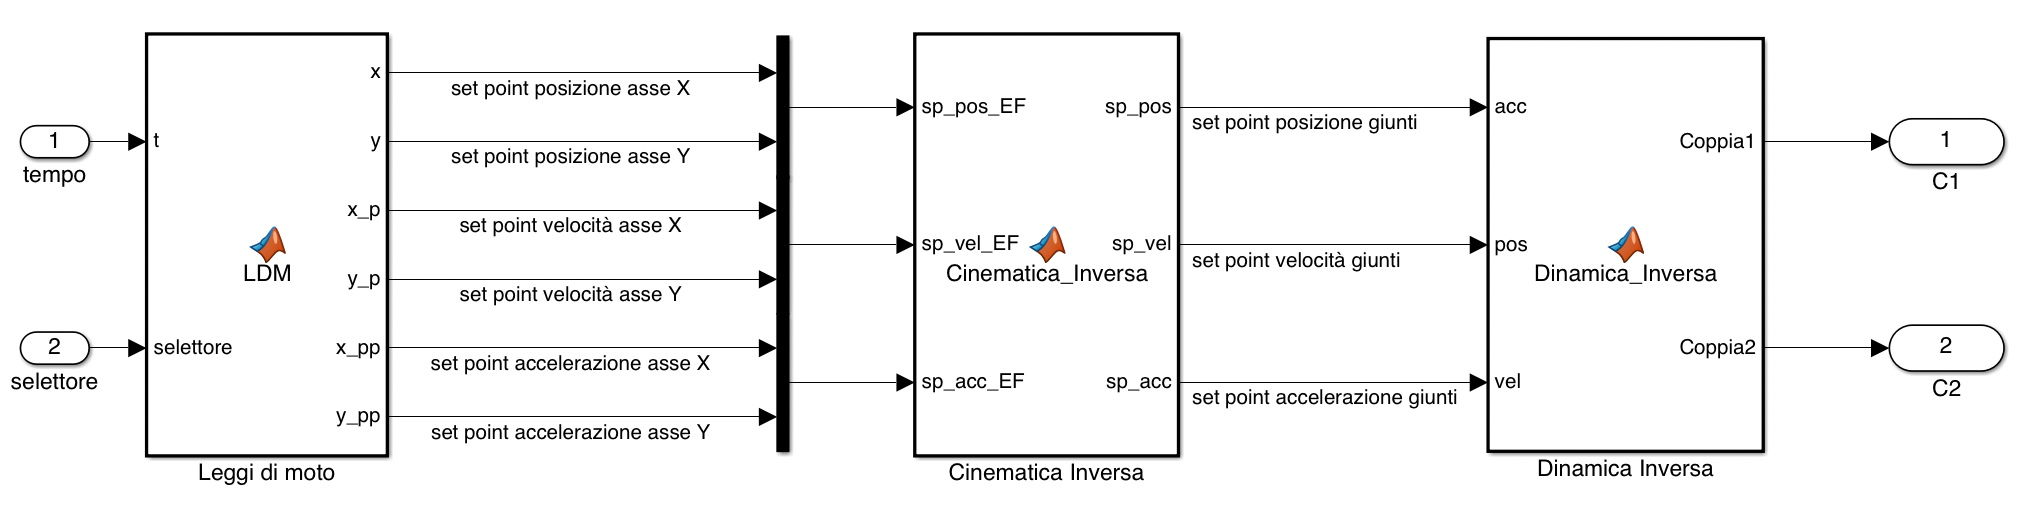 1
tempo
2
selettore
t
selettore
LDM
x
y
x_p
y_p
x_pp
y_pp
Leggi di moto
set point posizione asse X
set point posizione asse Y
set point velocità asse X
set point velocità asse Y
set point accelerazione asse X
set point accelerazione asse Y
sp_pos_EF
sp_vel_EF
sp_acc_EF
Cinematica_Inversa
sp_pos
sp_vel
sp_acc
Cinematica Inversa
set point posizione giunti
set point velocità giunti
set point accelerazione giunti
acc
pos
vel
Dinamica_Inversa
Coppia1
Coppia2
Dinamica Inversa
1
C1
2
C2